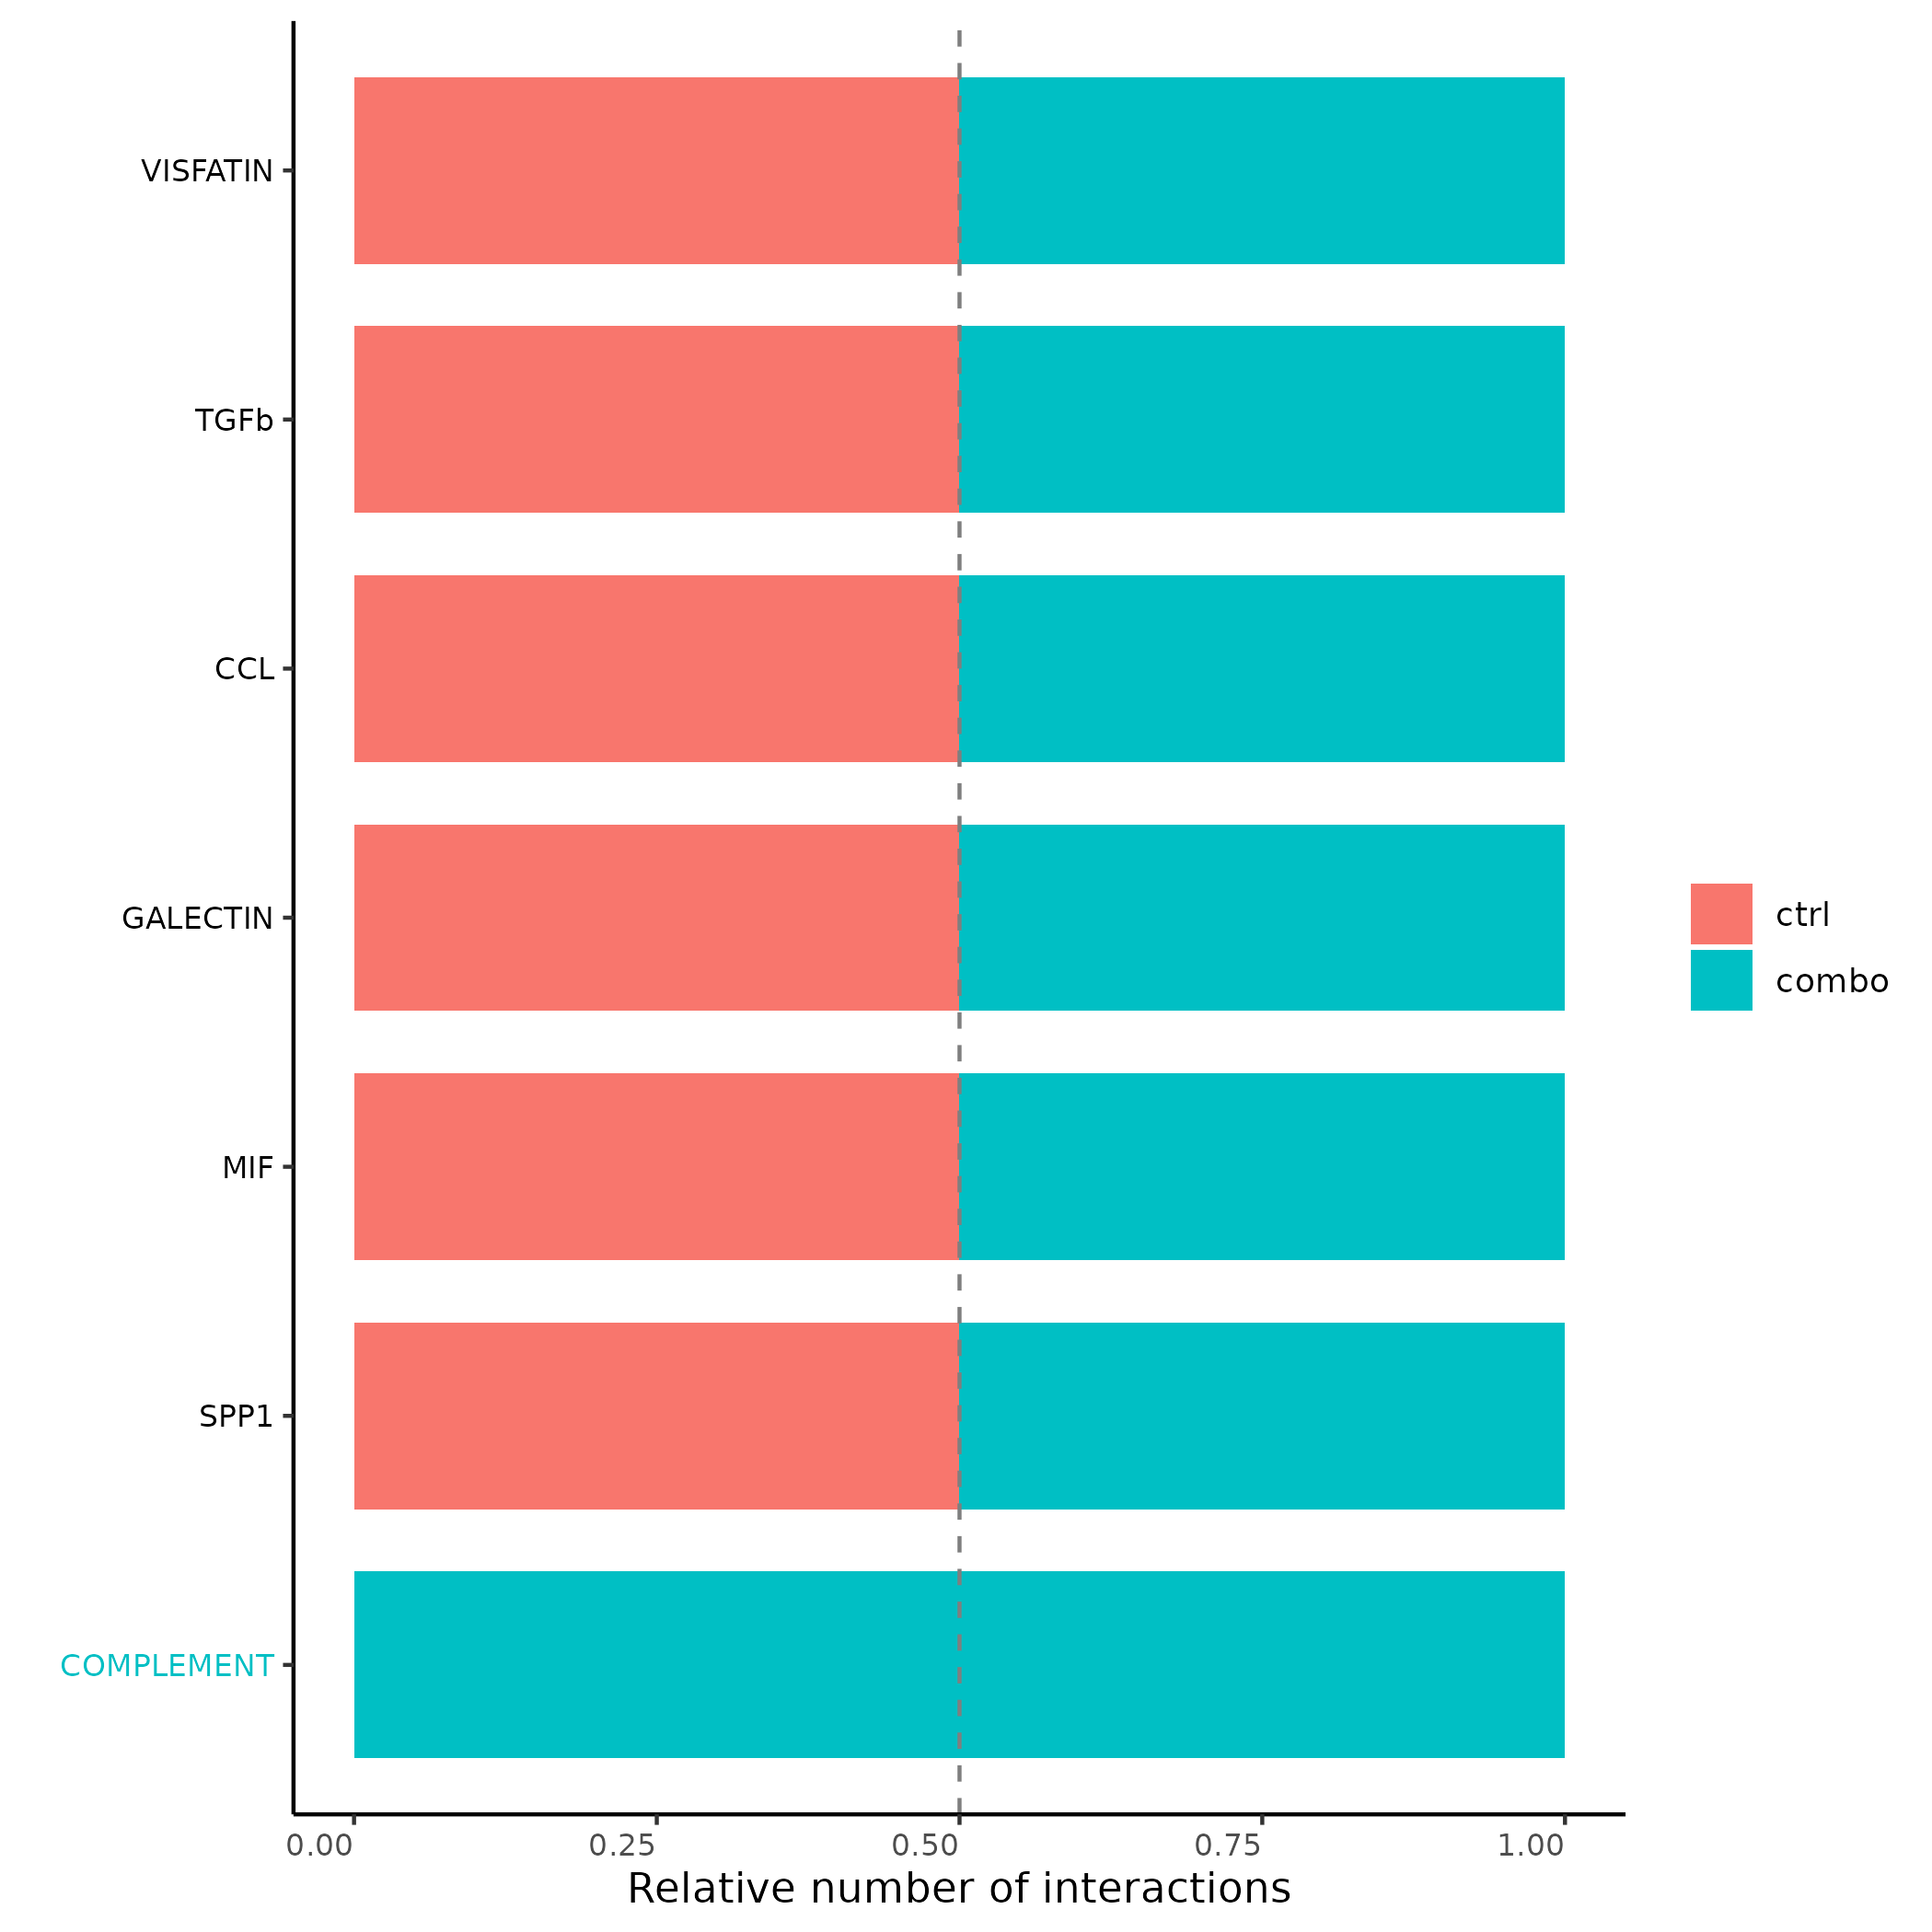 VISFATIN
TGFb
CCL
GALECTIN
MIF
SPP1
COMPLEMENT
0.00 0.25 0.50 0.75 1.00
Relative number of interactions
ctrl
combo